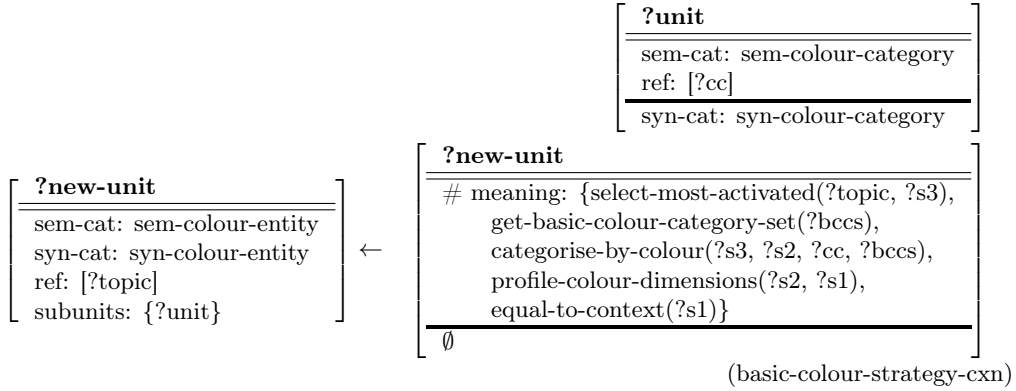 ?unit
sem-cat: sem-colour-category
ref: [?cc]
syn-cat: syn-colour-category
?new-unit
sem-cat: sem-colour-entity
syn-cat: syn-colour-entity
ref: [?topic]
subunits: {?unit}
←
?new-unit
# meaning: {select-most-activated(?topic, ?s3),
get-basic-colour-category-set(?bccs),
categorise-by-colour(?s3, ?s2, ?cc, ?bccs),
profile-colour-dimensions(?s2, ?s1),
equal-to-context(?s1)}
∅
(basic-colour-strategy-cxn)